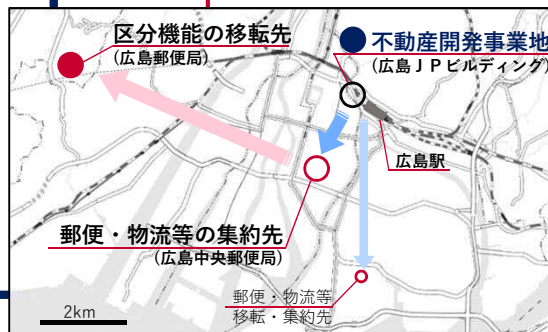 区分機能の移転先
(広島郵便局)
不動産開発事業地
(広島ＪＰビルディング)
広島駅
郵便・物流等の集約先
(広島中央郵便局)
郵便・物流等
移転・集約先
2km